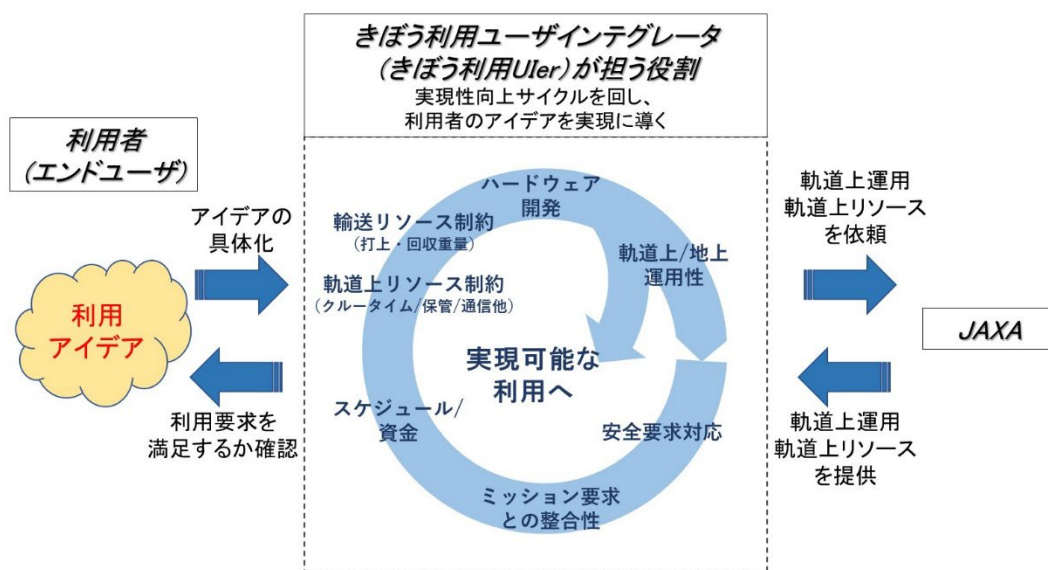 きぼう利用ユーザインテグレータ
(きぼう利用UIer)が担う役割
実現性向上サイクルを回し、
利用者のアイデアを実現に導く
利用者
(エンドユーザ)
アイデアの
具体化
利用
アイデア
利用要求を
満足するか確認
ハードウェア
開発
輸送リソース制約
(打上・回収重量)
軌道上/地上
運用性
軌道上リソース制約
(クルータイム/保管/通信他)
実現可能な
利用へ
スケジュール/
資金
安全要求対応
ミッション要求
との整合性
軌道上運用
軌道上リソース
を依頼
JAXA
軌道上運用
軌道上リソース
を提供